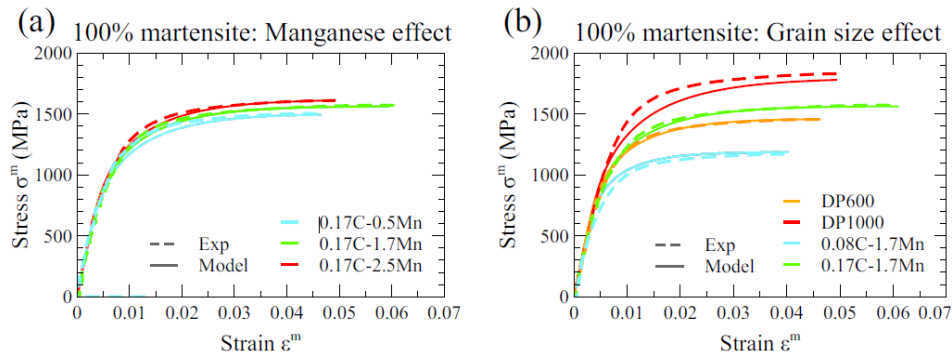 (a) 100% martensite: Manganese effect
2000
1500
1000
500
0
Stress σᵐ (MPa)
0.17C-0.5Mn
Exp 0.17C-1.7Mn
Model 0.17C-2.5Mn
0 0.01 0.02 0.03 0.04 0.05 0.06 0.07
Strain εᵐ
(b) 100% martensite: Grain size effect
2000
1500
1000
500
0
Stress σᵐ (MPa)
DP600
DP1000
Exp 0.08C-1.7Mn
Model 0.17C-1.7Mn
0 0.01 0.02 0.03 0.04 0.05 0.06 0.07
Strain εᵐ